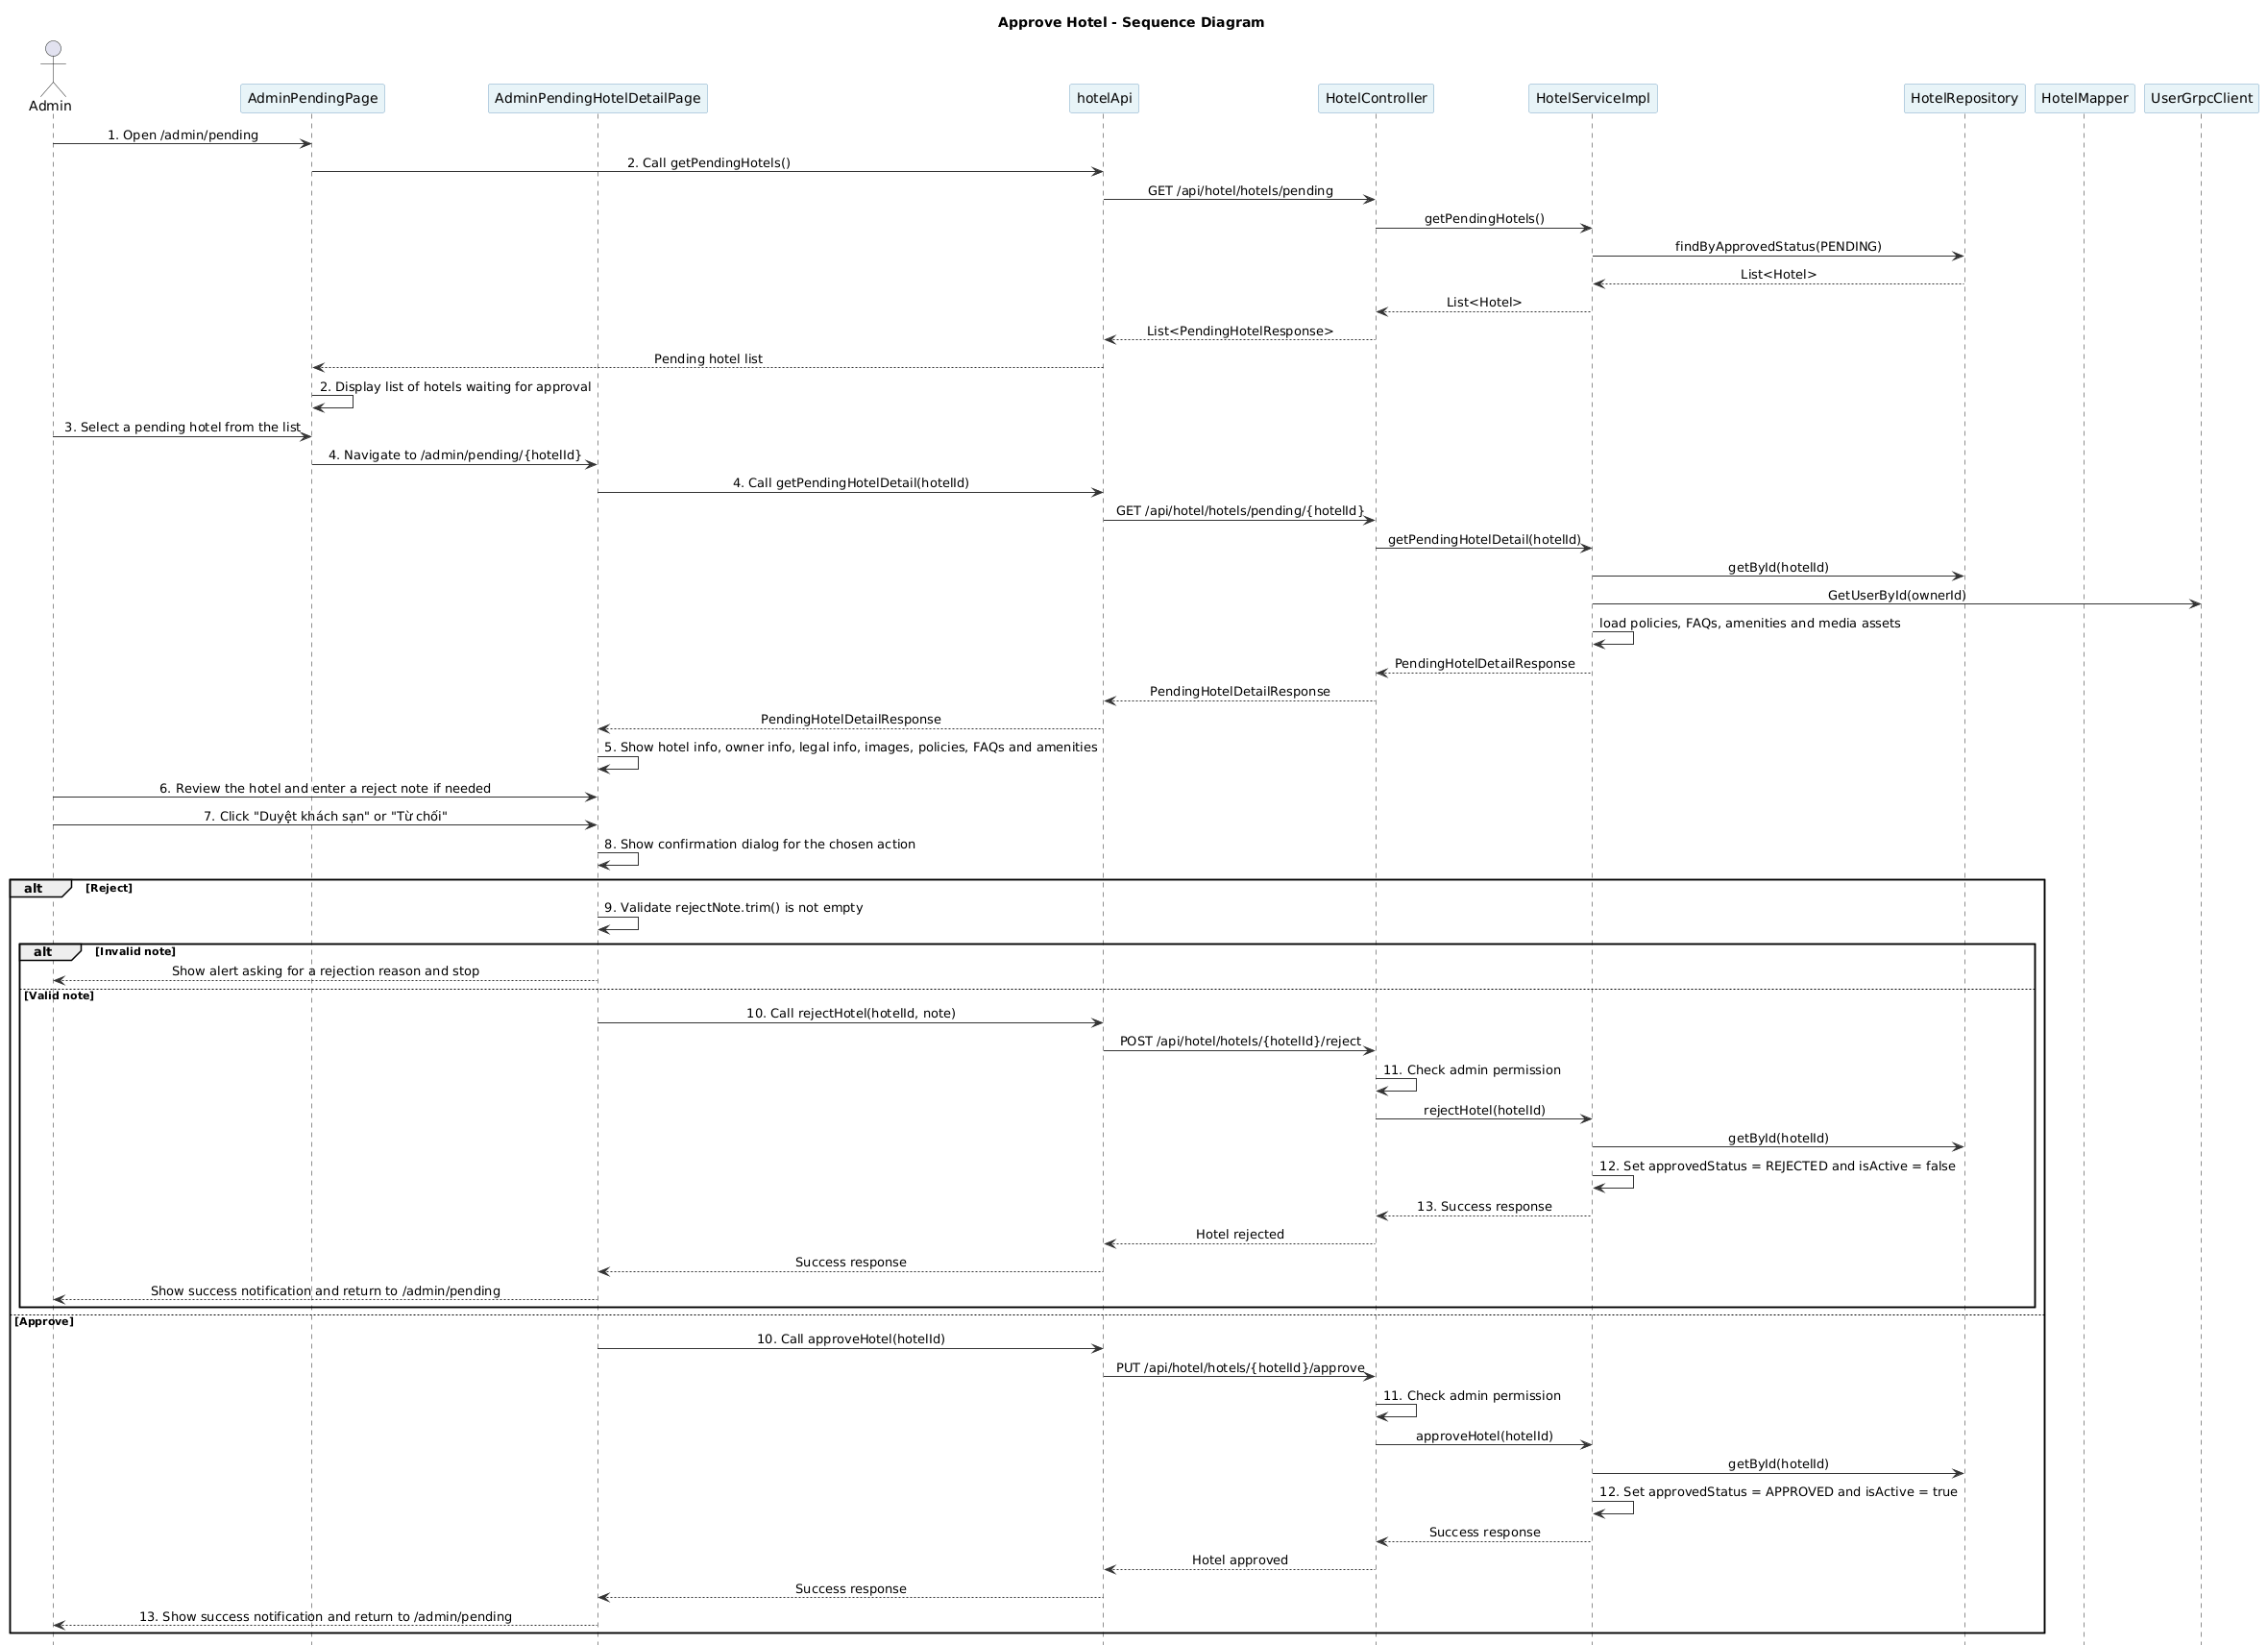 Approve Hotel - Sequence Diagram
Admin
AdminPendingPage
AdminPendingHotelDetailPage
hotelApi
HotelController
HotelServiceImpl
HotelRepository
HotelMapper
UserGrpcClient
1. Open /admin/pending
2. Call getPendingHotels()
GET /api/hotel/hotels/pending
getPendingHotels()
findByApprovedStatus(PENDING)
List<Hotel>
List<Hotel>
List<PendingHotelResponse>
Pending hotel list
2. Display list of hotels waiting for approval
3. Select a pending hotel from the list
4. Navigate to /admin/pending/{hotelId}
4. Call getPendingHotelDetail(hotelId)
GET /api/hotel/hotels/pending/{hotelId}
getPendingHotelDetail(hotelId)
getById(hotelId)
GetUserById(ownerId)
load policies, FAQs, amenities and media assets
PendingHotelDetailResponse
PendingHotelDetailResponse
PendingHotelDetailResponse
5. Show hotel info, owner info, legal info, images, policies, FAQs and amenities
6. Review the hotel and enter a reject note if needed
7. Click "Duyệt khách sạn" or "Từ chối"
8. Show confirmation dialog for the chosen action
alt [Reject]
9. Validate rejectNote.trim() is not empty
alt [Invalid note]
Show alert asking for a rejection reason and stop
[Valid note]
10. Call rejectHotel(hotelId, note)
POST /api/hotel/hotels/{hotelId}/reject
11. Check admin permission
rejectHotel(hotelId)
getById(hotelId)
12. Set approvedStatus = REJECTED and isActive = false
13. Success response
Hotel rejected
Success response
Show success notification and return to /admin/pending
[Approve]
10. Call approveHotel(hotelId)
PUT /api/hotel/hotels/{hotelId}/approve
11. Check admin permission
approveHotel(hotelId)
getById(hotelId)
12. Set approvedStatus = APPROVED and isActive = true
Success response
Hotel approved
Success response
13. Show success notification and return to /admin/pending